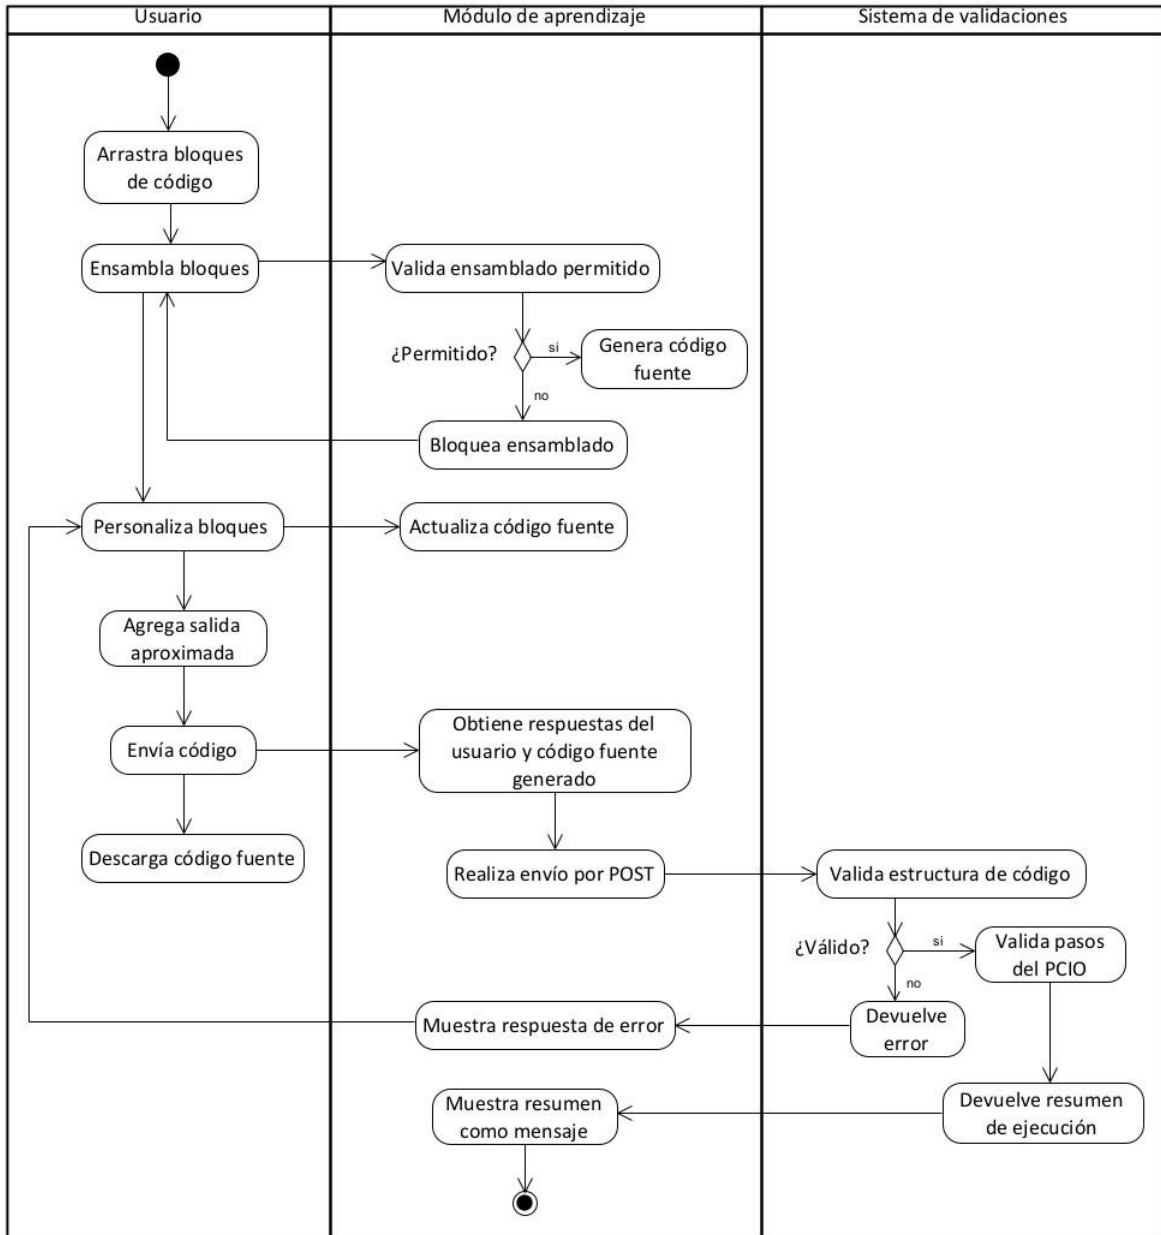 Usuario
Módulo de aprendizaje
Sistema de validaciones
Arrastra bloques
de código
Ensambla bloques
Valida ensamblado permitido
¿Permitido?
si
Genera código
fuente
no
Bloquea ensamblado
Personaliza bloques
Actualiza código fuente
Agrega salida
aproximada
Envía código
Obtiene respuestas del
usuario y código fuente
generado
Descarga código fuente
Realiza envío por POST
Valida estructura de código
¿Válido?
si
Valida pasos
del PCIO
no
Devuelve
error
Muestra respuesta de error
Muestra resumen
como mensaje
Devuelve resumen
de ejecución